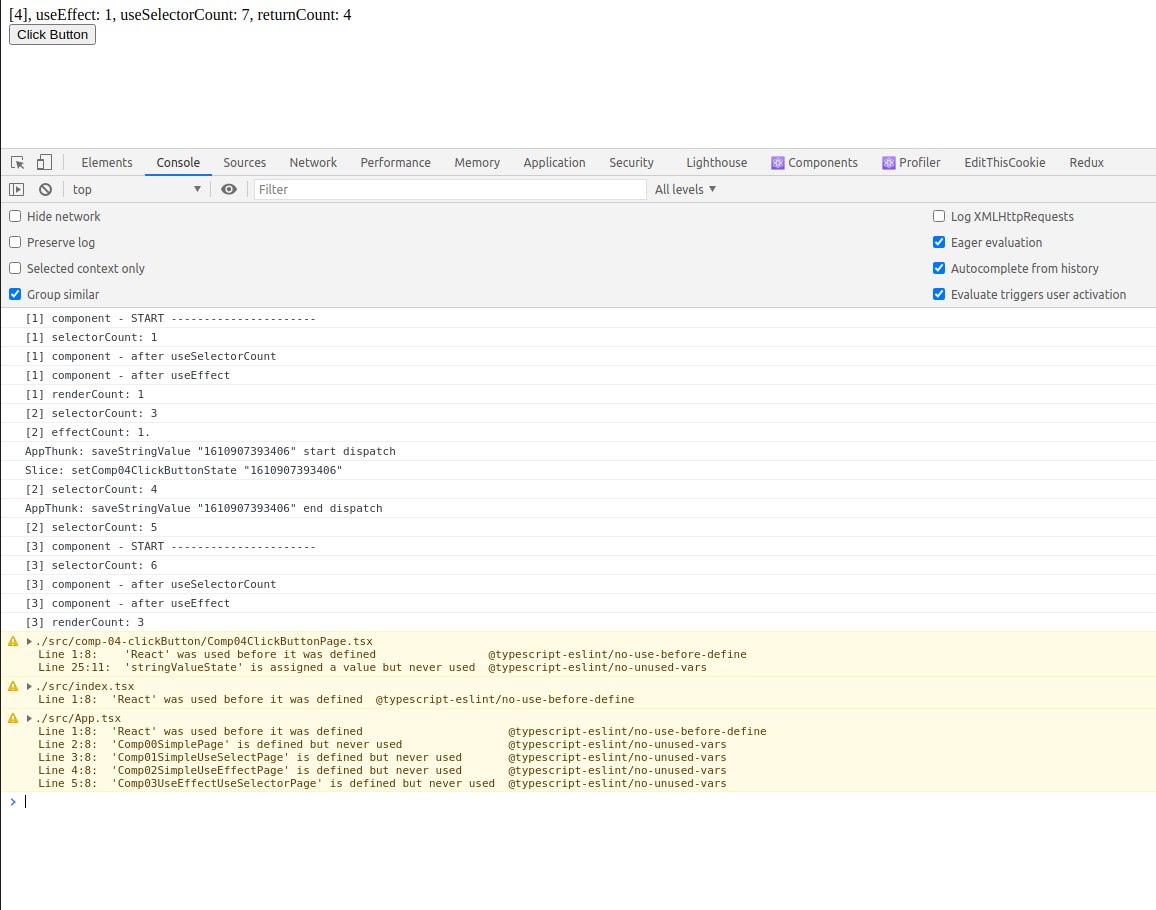 [4], useEffect: 1, useSelectorCount: 7, returnCount: 4
Click Button
Elements Console Sources Network Performance Memory Application Security Lighthouse Components Profiler EditThisCookie Redux
top Filter All levels
Hide network Log XMLHttpRequests
Preserve log Eager evaluation
Selected context only Autocomplete from history
Group similar Evaluate triggers user activation
[1] component - START ----------------------
[1] selectorCount: 1
[1] component - after useSelectorCount
[1] component - after useEffect
[1] renderCount: 1
[2] selectorCount: 3
[2] effectCount: 1.
AppThunk: saveStringValue "1610907393406" start dispatch
Slice: setComp04ClickButtonState "1610907393406"
[2] selectorCount: 4
AppThunk: saveStringValue "1610907393406" end dispatch
[2] selectorCount: 5
[3] component - START ----------------------
[3] selectorCount: 6
[3] component - after useSelectorCount
[3] component - after useEffect
[3] renderCount: 3
./src/comp-04-clickButton/Comp04ClickButtonPage.tsx
Line 1:8: 'React' was used before it was defined @typescript-eslint/no-use-before-define
Line 25:11: 'stringValueState' is assigned a value but never used @typescript-eslint/no-unused-vars
./src/index.tsx
Line 1:8: 'React' was used before it was defined @typescript-eslint/no-use-before-define
./src/App.tsx
Line 1:8: 'React' was used before it was defined @typescript-eslint/no-use-before-define
Line 2:8: 'Comp00SimplePage' is defined but never used @typescript-eslint/no-unused-vars
Line 3:8: 'Comp01SimpleUseSelectPage' is defined but never used @typescript-eslint/no-unused-vars
Line 4:8: 'Comp02SimpleUseEffectPage' is defined but never used @typescript-eslint/no-unused-vars
Line 5:8: 'Comp03UseEffectUseSelectorPage' is defined but never used @typescript-eslint/no-unused-vars